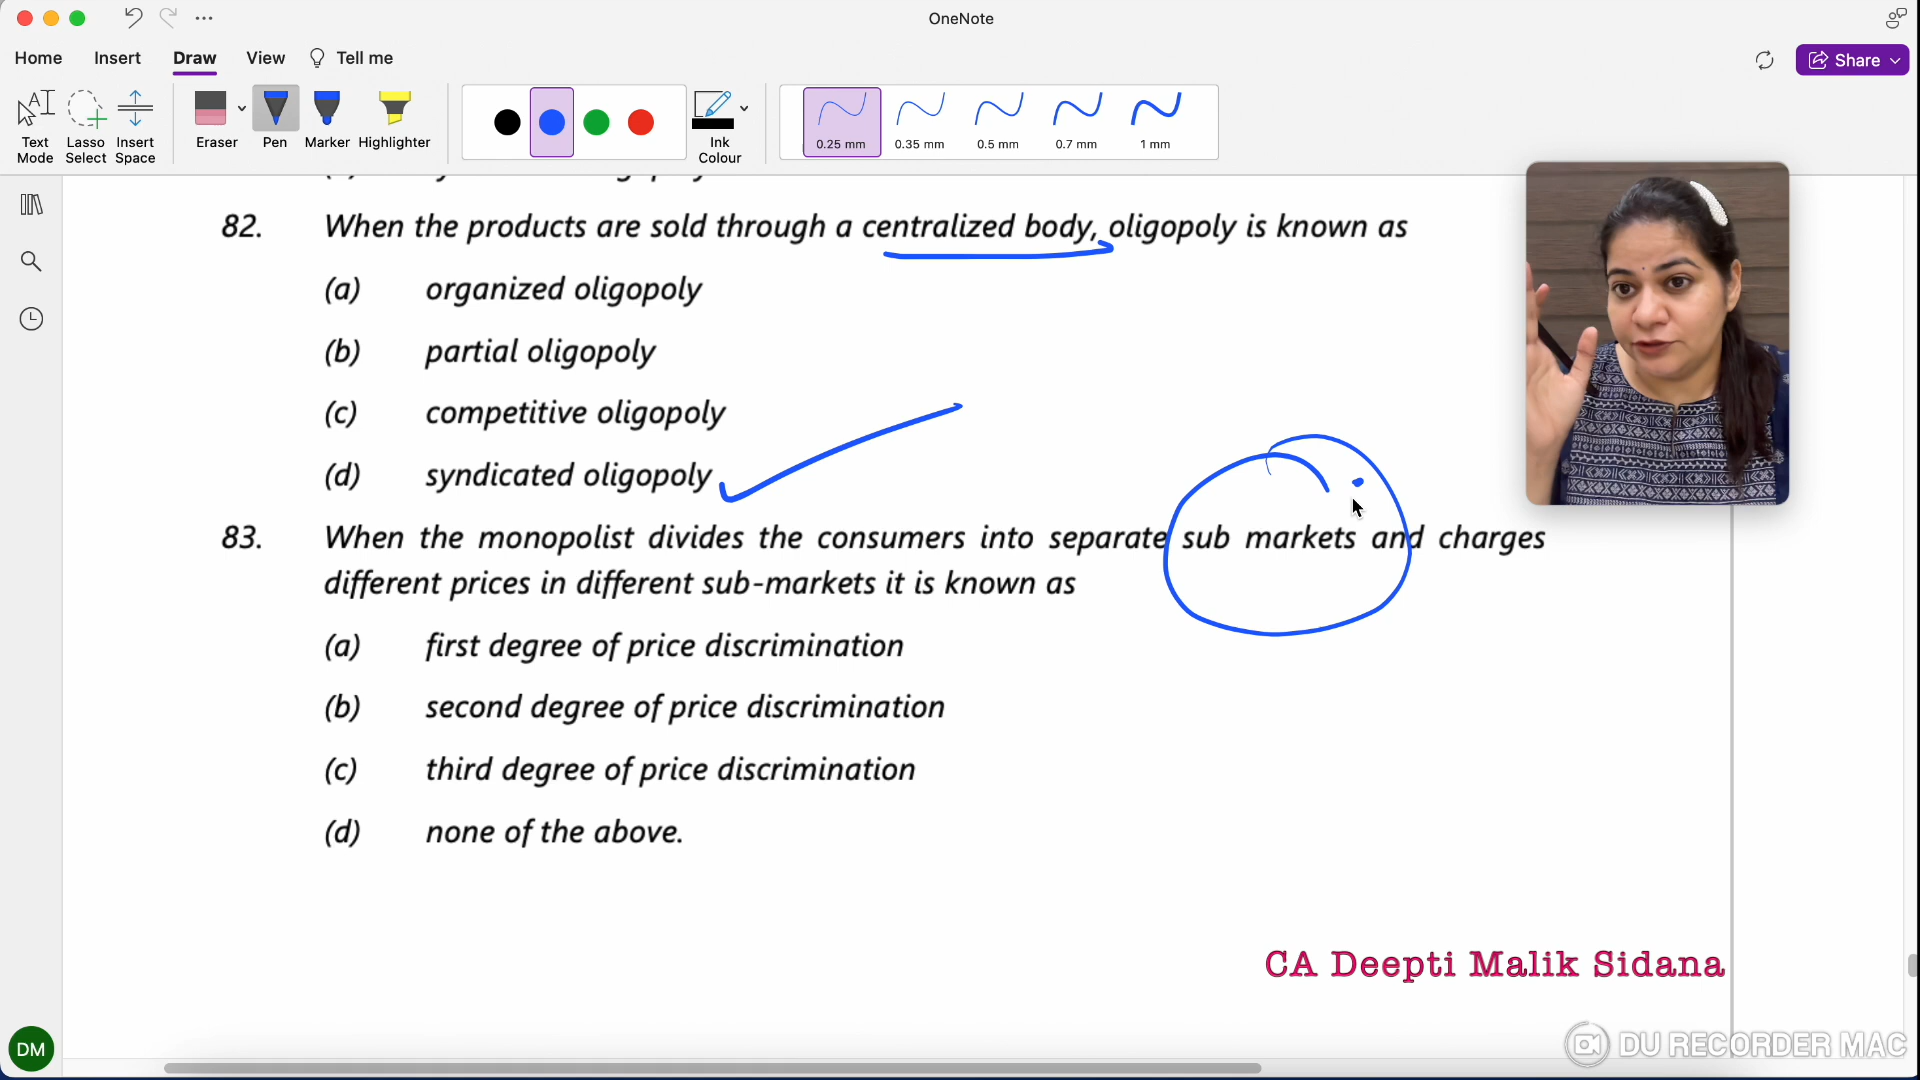 OneNote
Home Insert Draw View Tell me
Share
Text Mode
Lasso Select
Insert Space
Eraser
Pen
Marker
Highlighter
Ink Colour
0.25 mm
0.35 mm
0.5 mm
0.7 mm
1 mm
82. When the products are sold through a centralized body, oligopoly is known as
(a) organized oligopoly
(b) partial oligopoly
(c) competitive oligopoly
(d) syndicated oligopoly
83. When the monopolist divides the consumers into separate sub markets and charges
different prices in different sub-markets it is known as
(a) first degree of price discrimination
(b) second degree of price discrimination
(c) third degree of price discrimination
(d) none of the above.
CA Deepti Malik Sidana
DM
DU RECORDER MAC